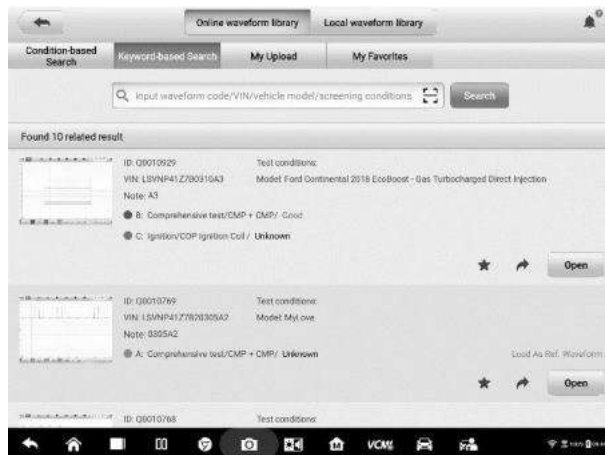 Online waveform library
Local waveform library
Condition-based Search
Keyword-based Search
My Upload
My Favorites
Input waveform code/VIN/vehicle model/screening conditions
Search
Found 10 related result
ID: Q0010929
Test conditions:
VIN: LSVNP41Z7B0310A3
Model: Ford Continental 2018 EcoBoost - Gas Turbocharged Direct Injection
Note: A3
B: Comprehensive test/CMP + CMP/ Good
C: Ignition/COP Ignition Coil / Unknown
Open
ID: Q0010769
Test conditions:
VIN: LSVNP41Z7B20305A2
Model: MyLove
Note: 0305A2
A: Comprehensive test/CMP + CMP/ Unknown
Load As Ref. Waveform
Open
ID: Q0010768
Test conditions:
VCMI